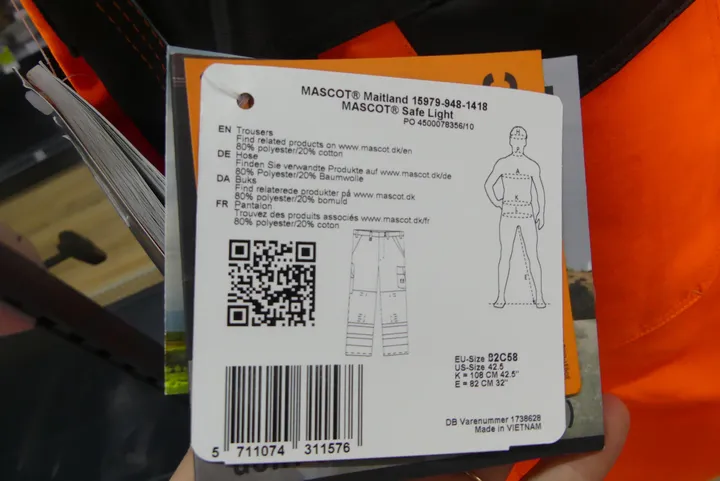 MASCOT® Maitland 15979-948-1418
MASCOT® Safe Light
PO 4500078356/10
EN Trousers
Find related products on www.mascot.dk/en
80% polyester/20% cotton
DE Hose
Finden Sie verwandte Produkte auf www.mascot.dk/de
80% Polyester/20% Baumwolle
DA Buks
Find relaterede produkter på www.mascot.dk
80% polyester/20% bomuld
FR Pantalon
Trouvez des produits associés www.mascot.dk/fr
80% polyester/20% coton
H
A
K
T
E
EU-Size 82C58
US-Size 42.5
K = 108 CM 42.5"
E = 82 CM 32"
DB Varenummer 1738628
Made in VIETNAM
5 711074 311576